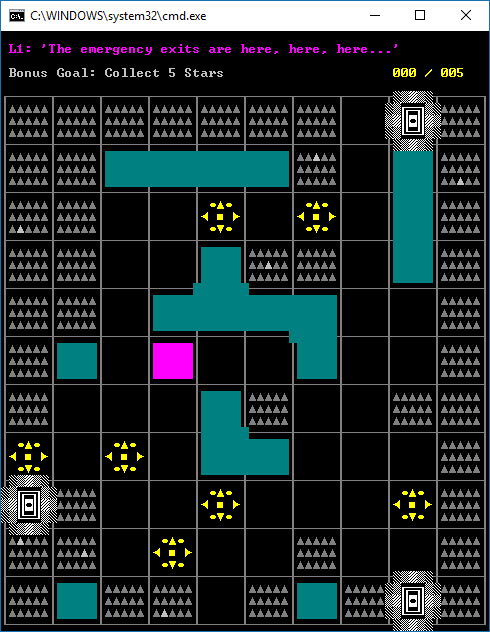 C:\WINDOWS\system32\cmd.exe
L1: 'The emergency exits are here, here, here...'
Bonus Goal: Collect 5 Stars 000 / 005